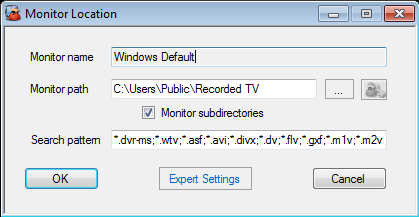 Monitor Location
Monitor name Windows Default
Monitor path C:\Users\Public\Recorded TV ...
Monitor subdirectories
Search pattern *.dvr-ms;*.wtv;*.asf;*.avi;*.divx;*.dv;*.flv;*.gxf;*.m1v;*.m2v
OK Expert Settings Cancel